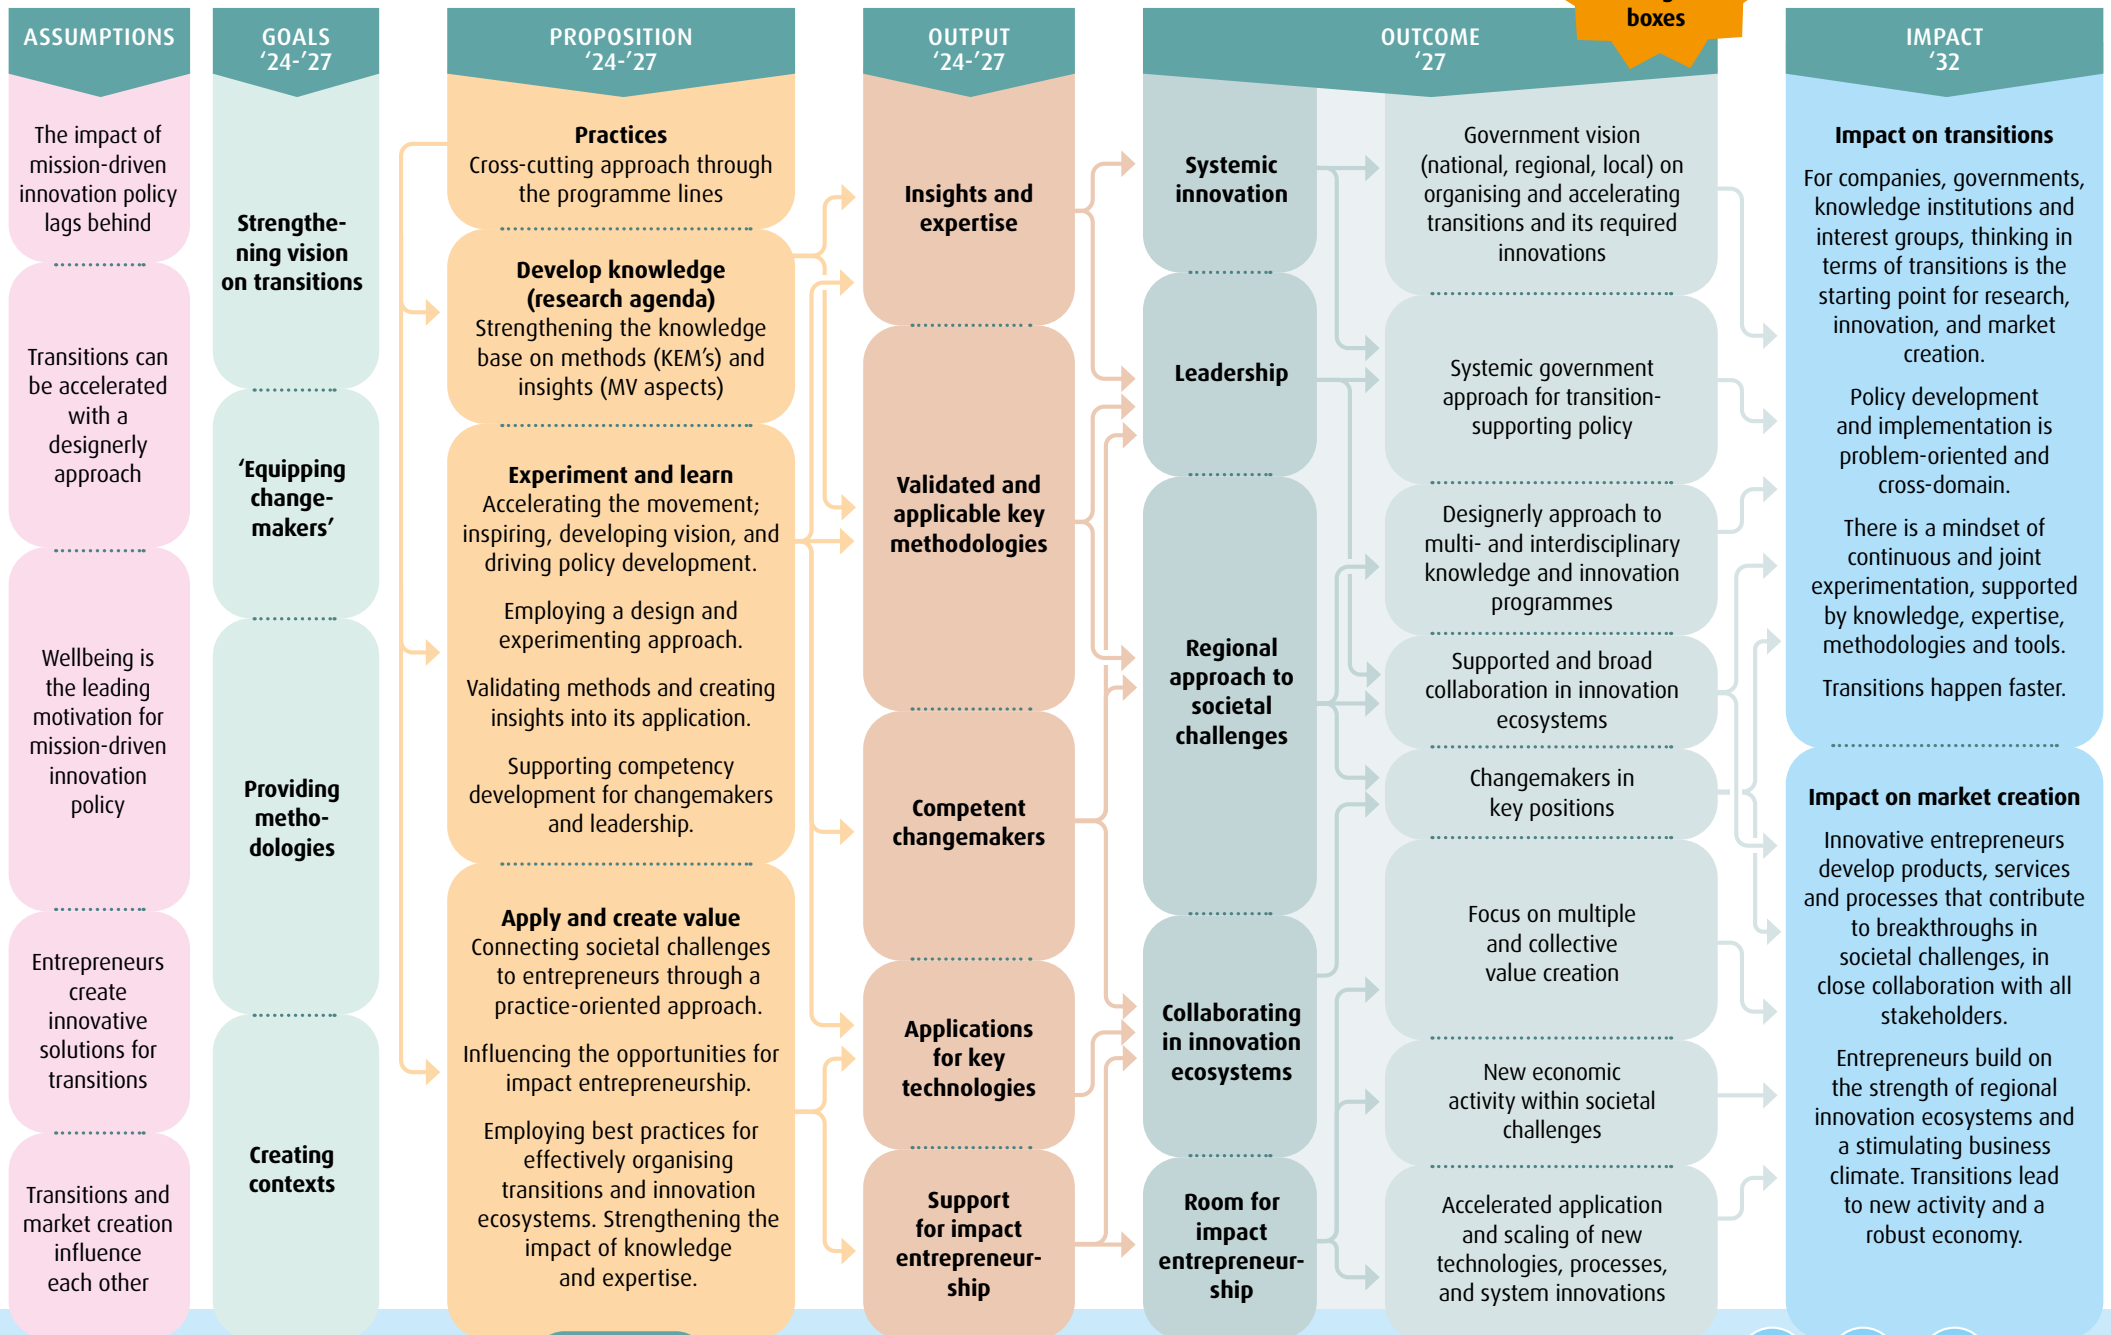 boxes
ASSUMPTIONS
The impact of
mission-driven
innovation policy
lags behind
Transitions can
be accelerated
with a
designerly
approach
Wellbeing is
the leading
motivation for
mission-driven
innovation
policy
Entrepreneurs
create
innovative
solutions for
transitions
Transitions and
market creation
influence
each other
GOALS
‘24-’27
Strengthe-
ning vision
on transitions
‘Equipping
change-
makers’
Providing
metho-
dologies
Creating
contexts
PROPOSITION
‘24-’27
Practices
Cross-cutting approach through
the programme lines
Develop knowledge
(research agenda)
Strengthening the knowledge
base on methods (KEM’s) and
insights (MV aspects)
Experiment and learn
Accelerating the movement;
inspiring, developing vision, and
driving policy development.
Employing a design and
experimenting approach.
Validating methods and creating
insights into its application.
Supporting competency
development for changemakers
and leadership.
Apply and create value
Connecting societal challenges
to entrepreneurs through a
practice-oriented approach.
Influencing the opportunities for
impact entrepreneurship.
Employing best practices for
effectively organising
transitions and innovation
ecosystems. Strengthening the
impact of knowledge
and expertise.
OUTPUT
‘24-’27
Insights and
expertise
Validated and
applicable key
methodologies
Competent
changemakers
Applications
for key
technologies
Support
for impact
entrepreneur-
ship
OUTCOME
‘27
Systemic
innovation
Leadership
Regional
approach to
societal
challenges
Collaborating
in innovation
ecosystems
Room for
impact
entrepreneur-
ship
Government vision
(national, regional, local) on
organising and accelerating
transitions and its required
innovations
Systemic government
approach for transition-
supporting policy
Designerly approach to
multi- and interdisciplinary
knowledge and innovation
programmes
Supported and broad
collaboration in innovation
ecosystems
Changemakers in
key positions
Focus on multiple
and collective
value creation
New economic
activity within societal
challenges
Accelerated application
and scaling of new
technologies, processes,
and system innovations
IMPACT
‘32
Impact on transitions
For companies, governments,
knowledge institutions and
interest groups, thinking in
terms of transitions is the
starting point for research,
innovation, and market
creation.
Policy development
and implementation is
problem-oriented and
cross-domain.
There is a mindset of
continuous and joint
experimentation, supported
by knowledge, expertise,
methodologies and tools.
Transitions happen faster.
Impact on market creation
Innovative entrepreneurs
develop products, services
and processes that contribute
to breakthroughs in
societal challenges, in
close collaboration with all
stakeholders.
Entrepreneurs build on
the strength of regional
innovation ecosystems and
a stimulating business
climate. Transitions lead
to new activity and a
robust economy.